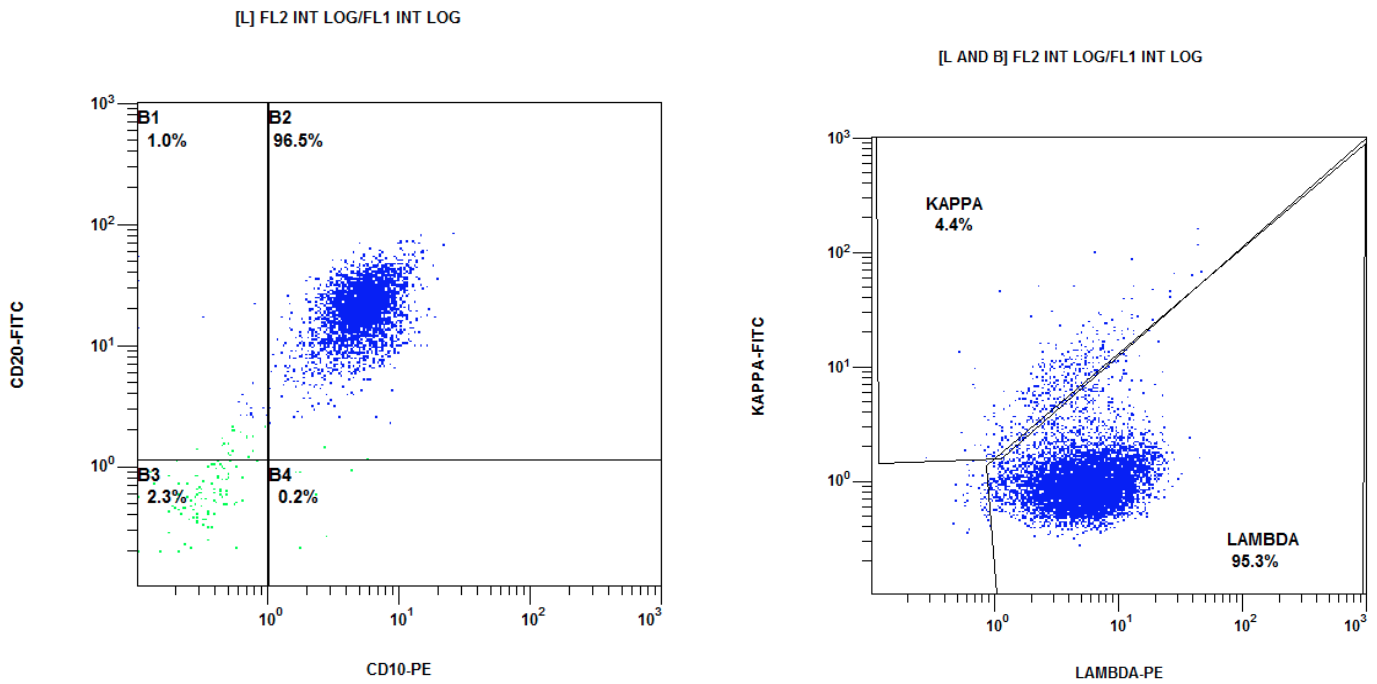 [L] FL2 INT LOG/FL1 INT LOG
10³
B1
1.0%
B2
96.5%
10²
10¹
10⁰
B3
2.3%
B4
0.2%
10⁰
10¹
10²
10³
CD20-FITC
CD10-PE
[L AND B] FL2 INT LOG/FL1 INT LOG
10³
KAPPA
4.4%
10²
10¹
10⁰
LAMBDA
95.3%
10⁰
10¹
10²
10³
KAPPA-FITC
LAMBDA-PE